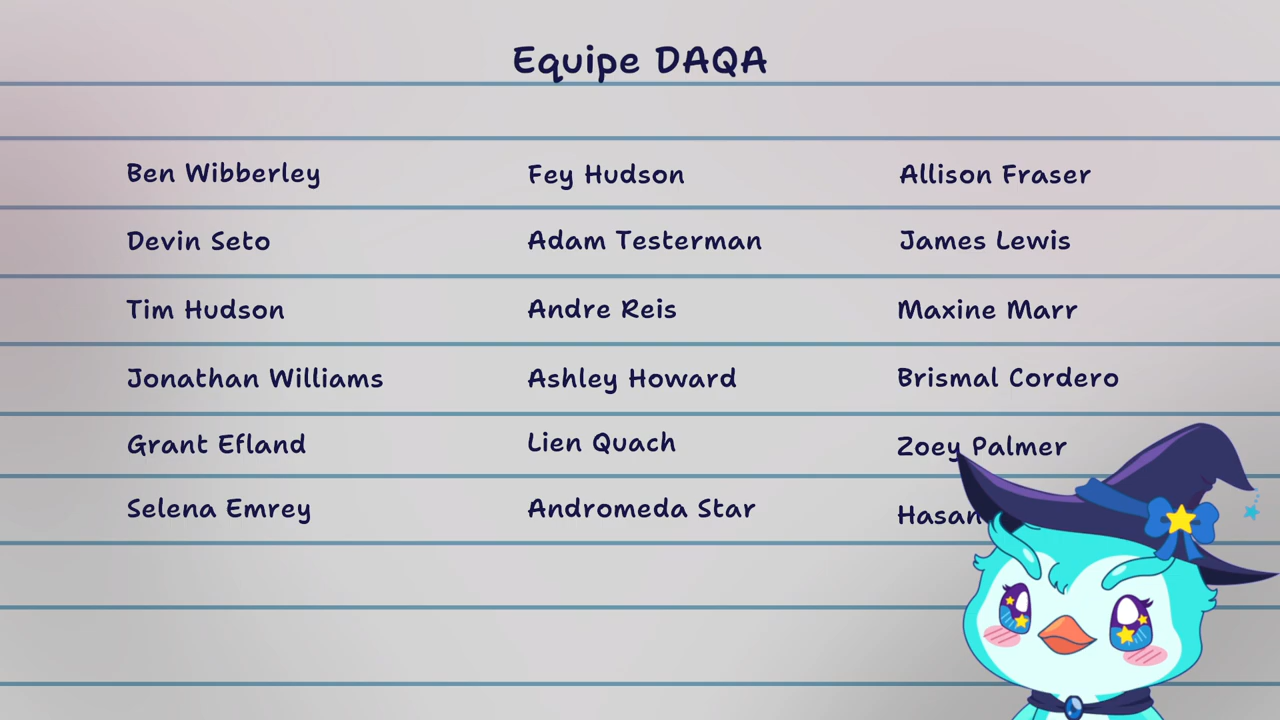 Equipe DAQA
Ben Wibberley
Fey Hudson
Allison Fraser
Devin Seto
Adam Testerman
James Lewis
Tim Hudson
Andre Reis
Maxine Marr
Jonathan Williams
Ashley Howard
Brismal Cordero
Grant Efland
Lien Quach
Zoey Palmer
Selena Emrey
Andromeda Star
Hasan